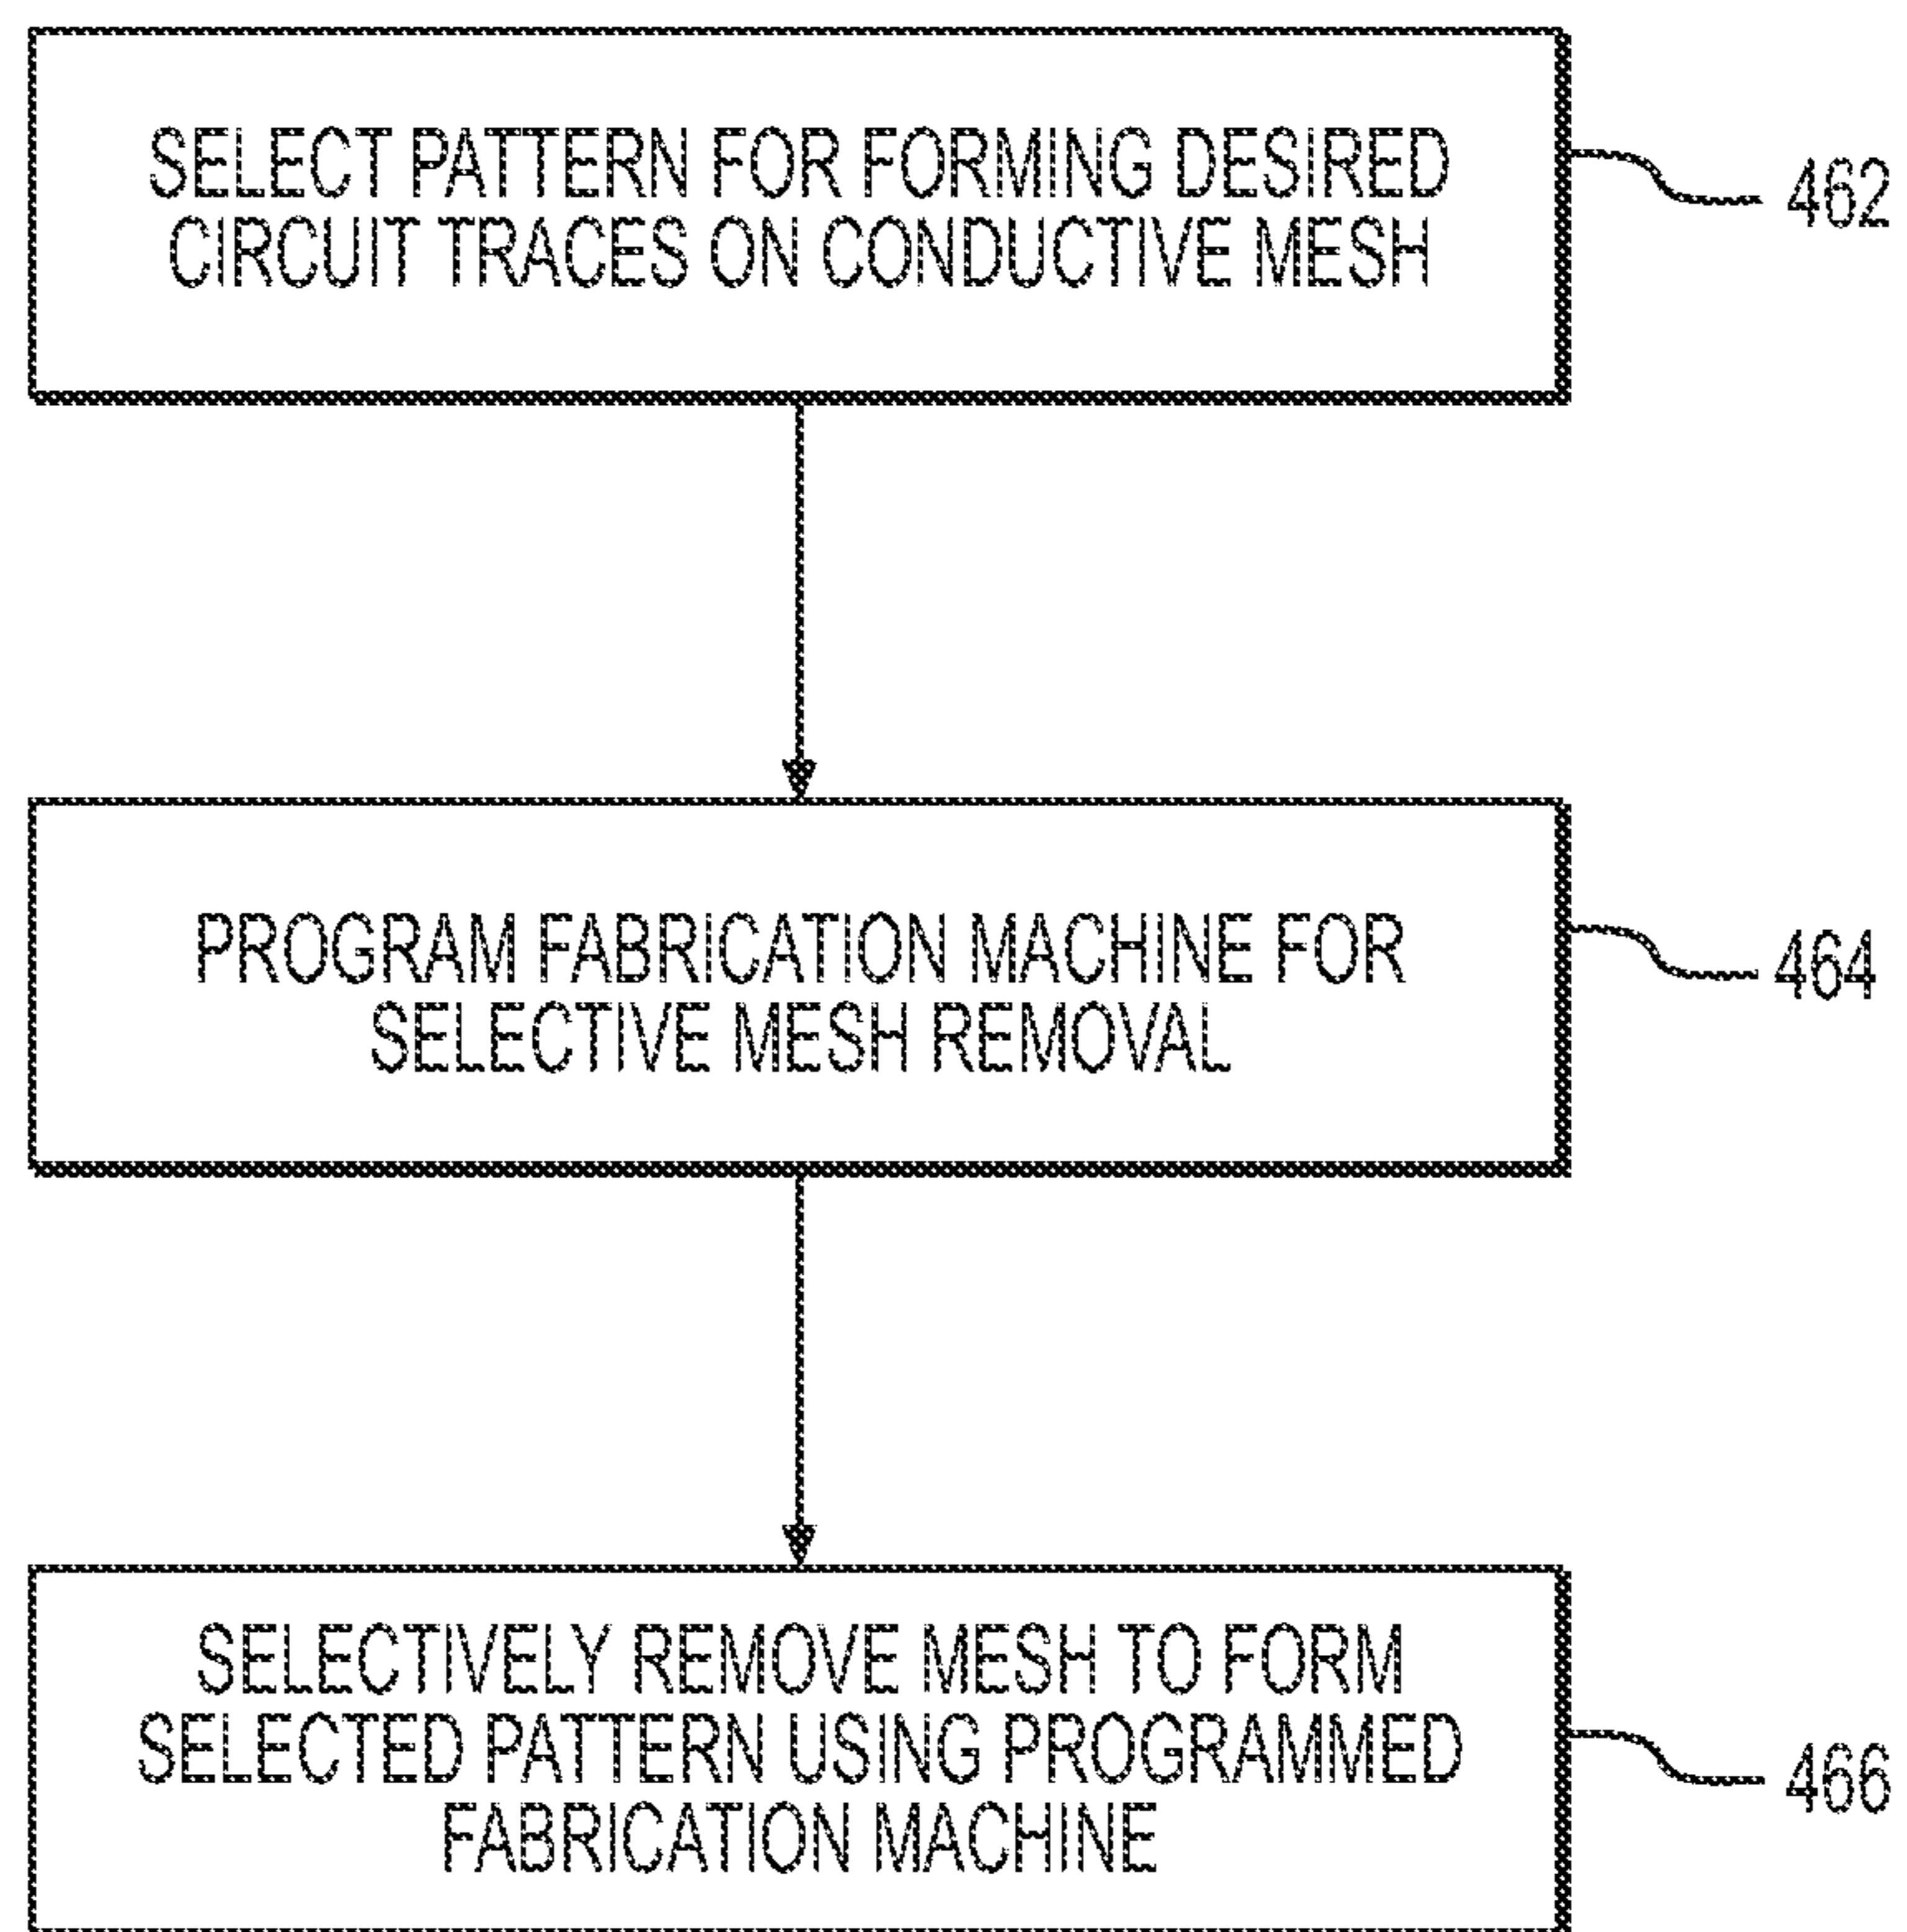 SELECT PATTERN FOR FORMING DESIRED
CIRCUIT TRACES ON CONDUCTIVE MESH
462
PROGRAM FABRICATION MACHINE FOR
SELECTIVE MESH REMOVAL
464
SELECTIVELY REMOVE MESH TO FORM
SELECTED PATTERN USING PROGRAMMED
FABRICATION MACHINE
466